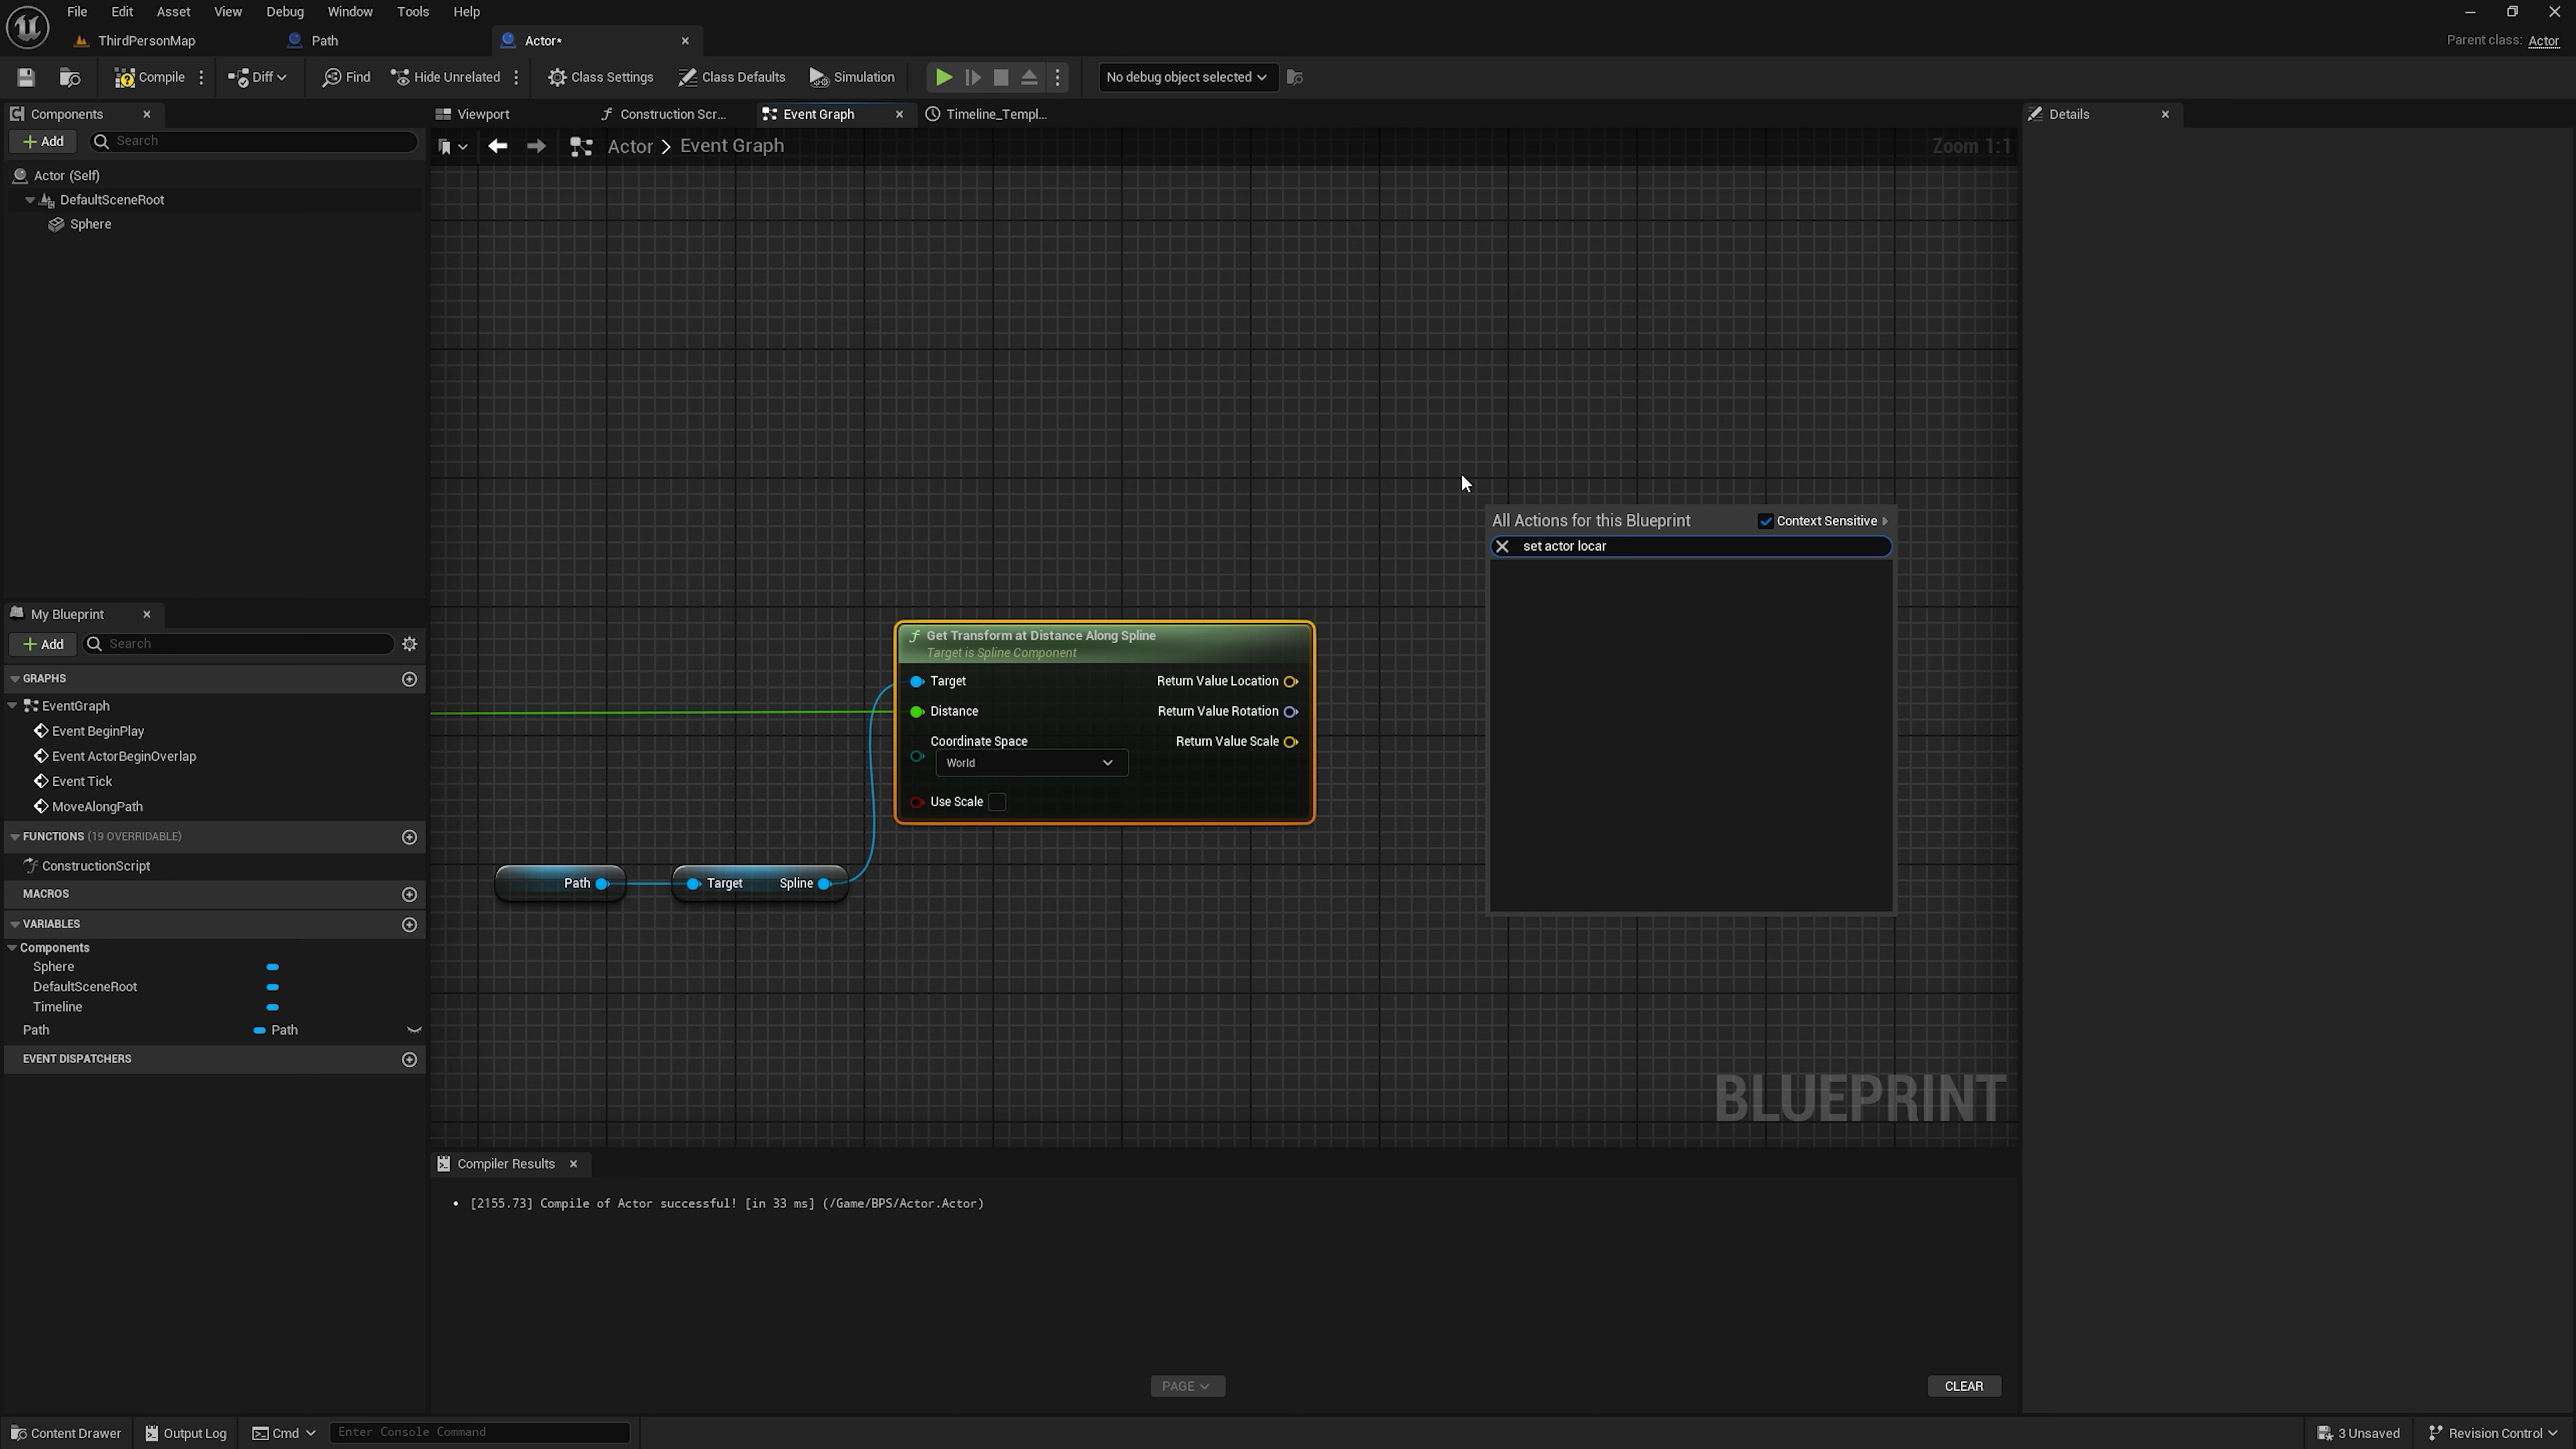 File Edit Asset View Debug Window Tools Help
ThirdPersonMap Path Actor* Parent class: Actor
Compile Diff Find Hide Unrelated Class Settings Class Defaults Simulation No debug object selected
Components
Add Search
Actor (Self)
DefaultSceneRoot
Sphere
My Blueprint
Add Search
GRAPHS
EventGraph
Event BeginPlay
Event ActorBeginOverlap
Event Tick
MoveAlongPath
FUNCTIONS (19 OVERRIDABLE)
ConstructionScript
MACROS
VARIABLES
Components
Sphere
DefaultSceneRoot
Timeline
Path Path
EVENT DISPATCHERS
Viewport Construction Scr... Event Graph Timeline_Templ...
Actor > Event Graph Zoom 1:1
All Actions for this Blueprint Context Sensitive
set actor locar
Get Transform at Distance Along Spline
Target is Spline Component
Target Return Value Location
Distance Return Value Rotation
Coordinate Space Return Value Scale
World
Use Scale
Path Target Spline
BLUEPRINT
Compiler Results
• [2155.73] Compile of Actor successful! [in 33 ms] (/Game/BPS/Actor.Actor)
PAGE CLEAR
Details
Content Drawer Output Log Cmd Enter Console Command 3 Unsaved Revision Control